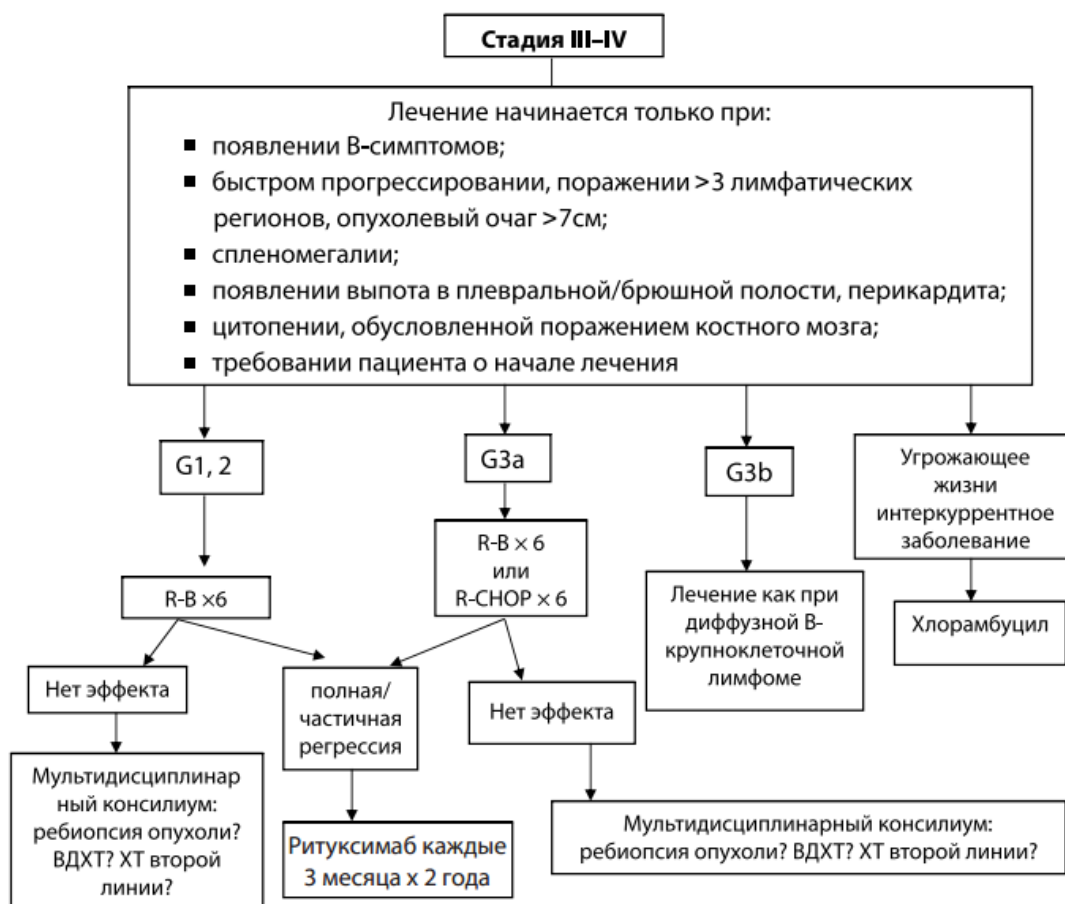 Стадия III–IV
Лечение начинается только при:
▪ появлении В-симптомов;
▪ быстром прогрессировании, поражении >3 лимфатических
регионов, опухолевый очаг >7см;
▪ спленомегалии;
▪ появлении выпота в плевральной/брюшной полости, перикардита;
▪ цитопении, обусловленной поражением костного мозга;
▪ требовании пациента о начале лечения
G1, 2
G3a
G3b
Угрожающее
жизни
интеркуррентное
заболевание
R-B ×6
R-B × 6
или
R-CHOP × 6
Лечение как при
диффузной В-
крупноклеточной
лимфоме
Хлорамбуцил
Нет эффекта
полная/
частичная
регрессия
Нет эффекта
Мультидисциплинар
ный консилиум:
ребиопсия опухоли?
ВДХТ? ХТ второй
линии?
Ритуксимаб каждые
3 месяца х 2 года
Мультидисциплинарный консилиум:
ребиопсия опухоли? ВДХТ? ХТ второй линии?